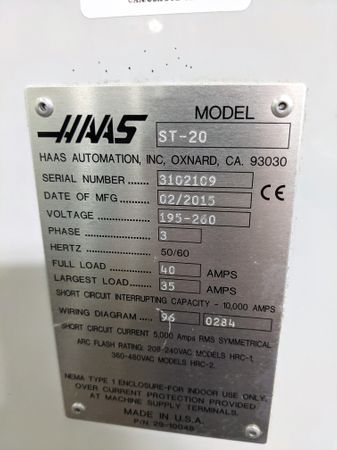 MODEL
HAAS ST-20
HAAS AUTOMATION, INC, OXNARD, CA. 93030
SERIAL NUMBER ........... 3102109
DATE OF MFG ............. 02/2015 CE
VOLTAGE ................. 195-260
PHASE ................... 3
HERTZ 50/60
FULL LOAD ............... 40 AMPS
LARGEST LOAD ............ 35 AMPS
SHORT CIRCUIT INTERRUPTING CAPACITY - 10,000 AMPS
WIRING DIAGRAM .......... 96 0284
SHORT CIRCUIT CURRENT 5,000 Amps RMS SYMMETRICAL
ARC FLASH RATING: 208-240VAC MODELS HRC-1,
380-480VAC MODELS HRC-2.
NEMA TYPE 1 ENCLOSURE-FOR INDOOR USE ONLY,
OVER CURRENT PROTECTION PROVIDED
AT MACHINE SUPPLY TERMINALS.
MADE IN U.S.A.
P/N 29-10048